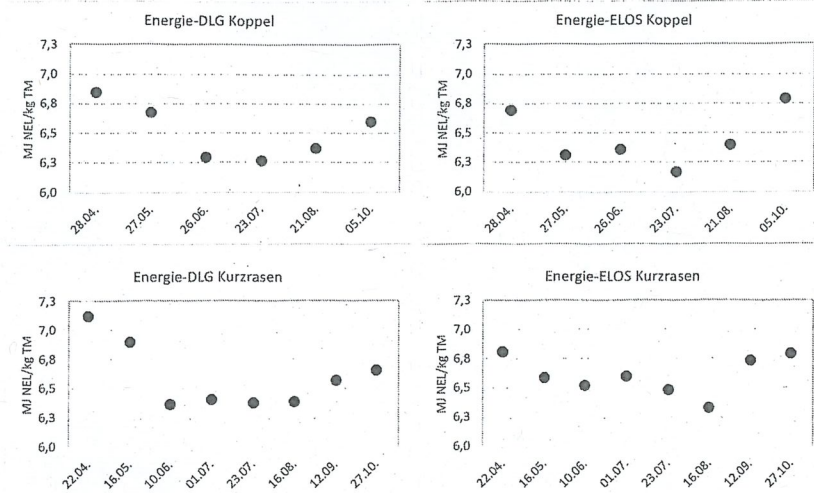 Energie-DLG Koppel
MJ NEL/kg TM
7,3
7,0
6,8
6,5
6,3
6,0
28.04. 27.05. 26.06. 23.07. 21.08. 05.10.
Energie-ELOS Koppel
MJ NEL/kg TM
7,3
7,0
6,8
6,5
6,3
6,0
28.04. 27.05. 26.06. 23.07. 21.08. 05.10.
Energie-DLG Kurzrasen
MJ NEL/kg TM
7,3
7,0
6,8
6,5
6,3
6,0
22.04. 16.05. 10.06. 01.07. 23.07. 16.08. 12.09. 27.10.
Energie-ELOS Kurzrasen
MJ NEL/kg TM
7,3
7,0
6,8
6,5
6,3
6,0
22.04. 16.05. 10.06. 01.07. 23.07. 16.08. 12.09. 27.10.